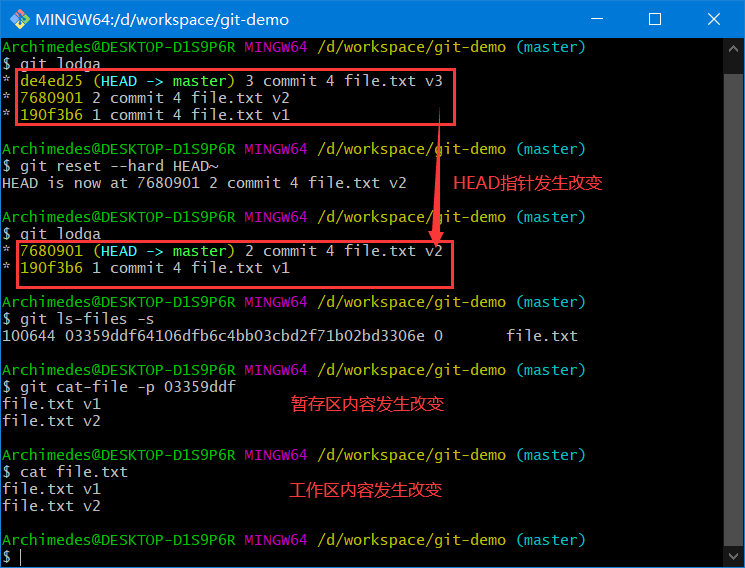 MINGW64:/d/workspace/git-demo
Archimedes@DESKTOP-D1S9P6R MINGW64 /d/workspace/git-demo (master)
$ git lodga
* de4ed25 (HEAD -> master) 3 commit 4 file.txt v3
* 7680901 2 commit 4 file.txt v2
* 190f3b6 1 commit 4 file.txt v1
Archimedes@DESKTOP-D1S9P6R MINGW64 /d/workspace/git-demo (master)
$ git reset --hard HEAD~
HEAD is now at 7680901 2 commit 4 file.txt v2
HEAD指针发生改变
Archimedes@DESKTOP-D1S9P6R MINGW64 /d/workspace/git-demo (master)
$ git lodga
* 7680901 (HEAD -> master) 2 commit 4 file.txt v2
* 190f3b6 1 commit 4 file.txt v1
Archimedes@DESKTOP-D1S9P6R MINGW64 /d/workspace/git-demo (master)
$ git ls-files -s
100644 03359ddf64106dfb6c4bb03cbd2f71b02bd3306e 0 file.txt
Archimedes@DESKTOP-D1S9P6R MINGW64 /d/workspace/git-demo (master)
$ git cat-file -p 03359ddf
file.txt v1
暂存区内容发生改变
file.txt v2
Archimedes@DESKTOP-D1S9P6R MINGW64 /d/workspace/git-demo (master)
$ cat file.txt
file.txt v1
工作区内容发生改变
file.txt v2
Archimedes@DESKTOP-D1S9P6R MINGW64 /d/workspace/git-demo (master)
$